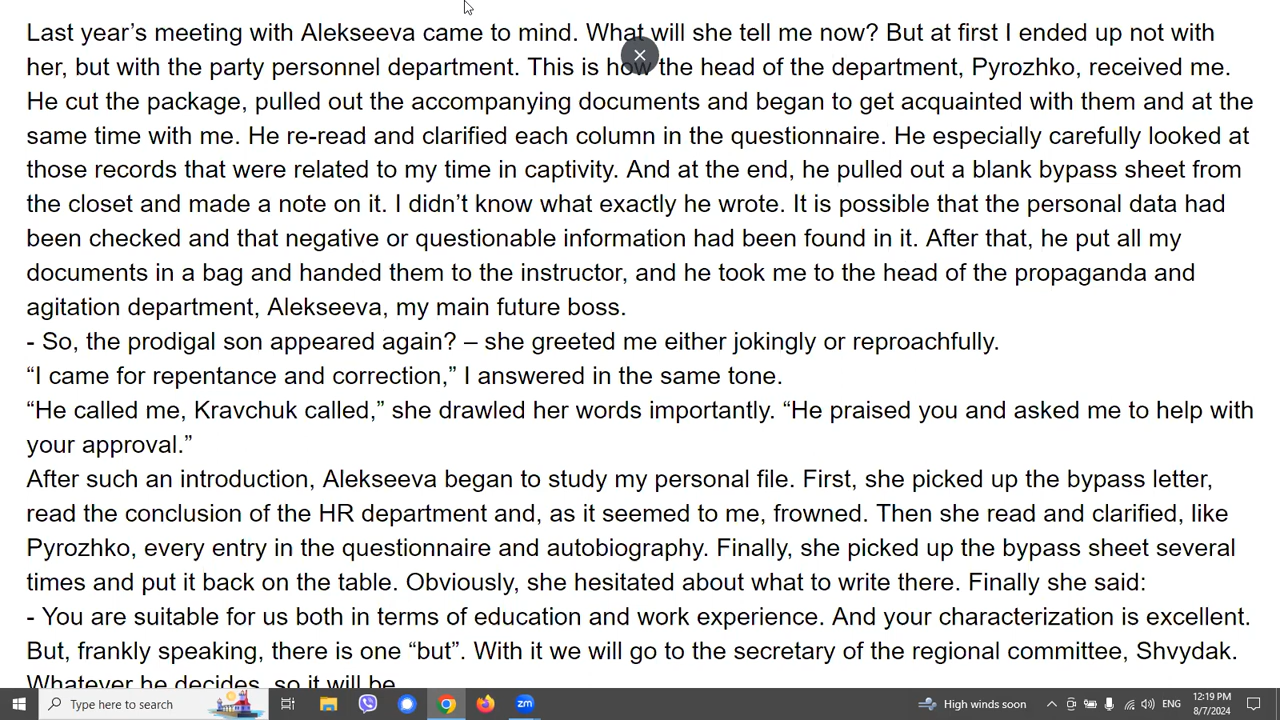 Last year’s meeting with Alekseeva came to mind. What will she tell me now? But at first I ended up not with
her, but with the party personnel department. This is how the head of the department, Pyrozhko, received me.
He cut the package, pulled out the accompanying documents and began to get acquainted with them and at the
same time with me. He re-read and clarified each column in the questionnaire. He especially carefully looked at
those records that were related to my time in captivity. And at the end, he pulled out a blank bypass sheet from
the closet and made a note on it. I didn’t know what exactly he wrote. It is possible that the personal data had
been checked and that negative or questionable information had been found in it. After that, he put all my
documents in a bag and handed them to the instructor, and he took me to the head of the propaganda and
agitation department, Alekseeva, my main future boss.
- So, the prodigal son appeared again? – she greeted me either jokingly or reproachfully.
“I came for repentance and correction,” I answered in the same tone.
“He called me, Kravchuk called,” she drawled her words importantly. “He praised you and asked me to help with
your approval.”
After such an introduction, Alekseeva began to study my personal file. First, she picked up the bypass letter,
read the conclusion of the HR department and, as it seemed to me, frowned. Then she read and clarified, like
Pyrozhko, every entry in the questionnaire and autobiography. Finally, she picked up the bypass sheet several
times and put it back on the table. Obviously, she hesitated about what to write there. Finally she said:
- You are suitable for us both in terms of education and work experience. And your characterization is excellent.
But, frankly speaking, there is one “but”. With it we will go to the secretary of the regional committee, Shvydak.
Whatever he decides, so it will be.
Type here to search
zm
High winds soon
ENG
12:19 PM
8/7/2024